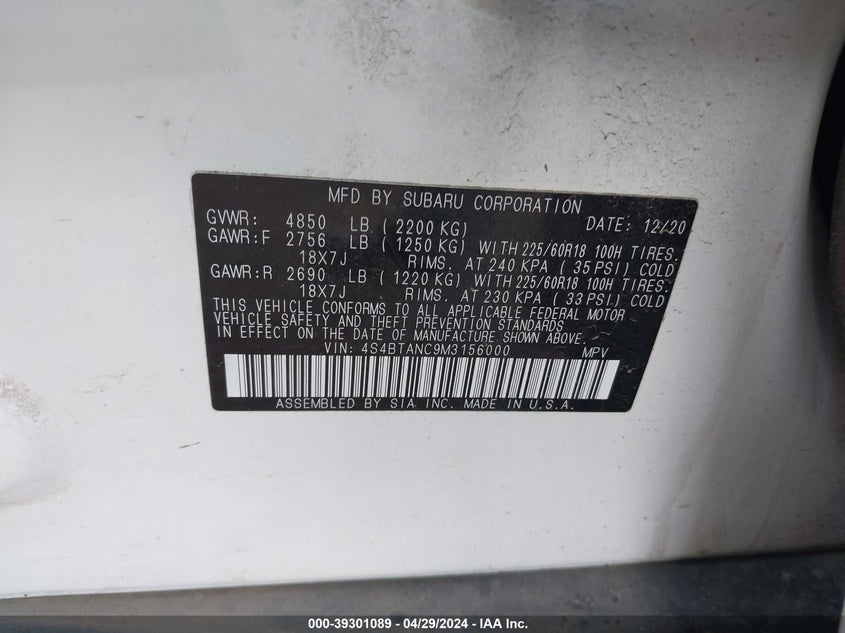 MFD BY SUBARU CORPORATION
GVWR: 4850 LB (2200 KG) DATE: 12/20
GAWR:F 2756 LB (1250 KG) WITH 225/60R18 100H TIRES.
18X7J RIMS. AT 240 KPA (35 PSI) COLD
GAWR:R 2690 LB (1220 KG) WITH 225/60R18 100H TIRES.
18X7J RIMS. AT 230 KPA (33 PSI) COLD
THIS VEHICLE CONFORMS TO ALL APPLICABLE FEDERAL MOTOR
VEHICLE SAFETY AND THEFT PREVENTION STANDARDS
IN EFFECT ON THE DATE OF MANUFACTURE SHOWN ABOVE.
VIN: 4S4BTANC9M3156000 MPV
ASSEMBLED BY SIA INC. MADE IN U.S.A.
000-39301089 - 04/29/2024 - IAA Inc.